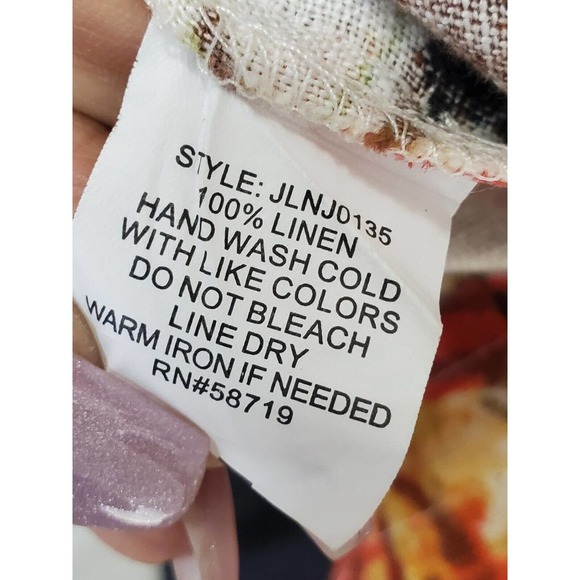 STYLE: JLNJ0135
100% LINEN
HAND WASH COLD
WITH LIKE COLORS
DO NOT BLEACH
LINE DRY
WARM IRON IF NEEDED
RN#58719